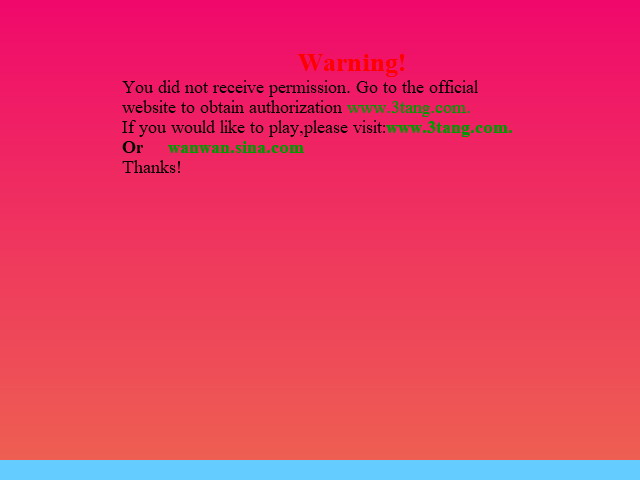 Warning!
You did not receive permission. Go to the official
website to obtain authorization www.3tang.com.
If you would like to play,please visit:www.3tang.com.
Or wanwan.sina.com
Thanks!